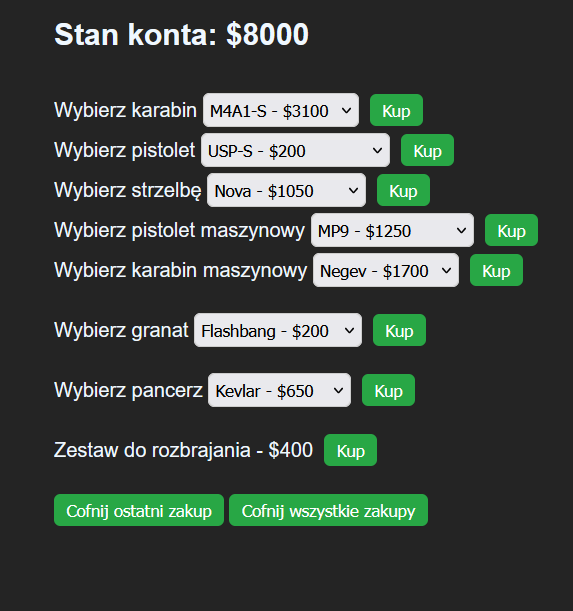 Stan konta: $8000
Wybierz karabin M4A1-S - $3100 Kup
Wybierz pistolet USP-S - $200 Kup
Wybierz strzelbę Nova - $1050 Kup
Wybierz pistolet maszynowy MP9 - $1250 Kup
Wybierz karabin maszynowy Negev - $1700 Kup
Wybierz granat Flashbang - $200 Kup
Wybierz pancerz Kevlar - $650 Kup
Zestaw do rozbrajania - $400 Kup
Cofnij ostatni zakup Cofnij wszystkie zakupy